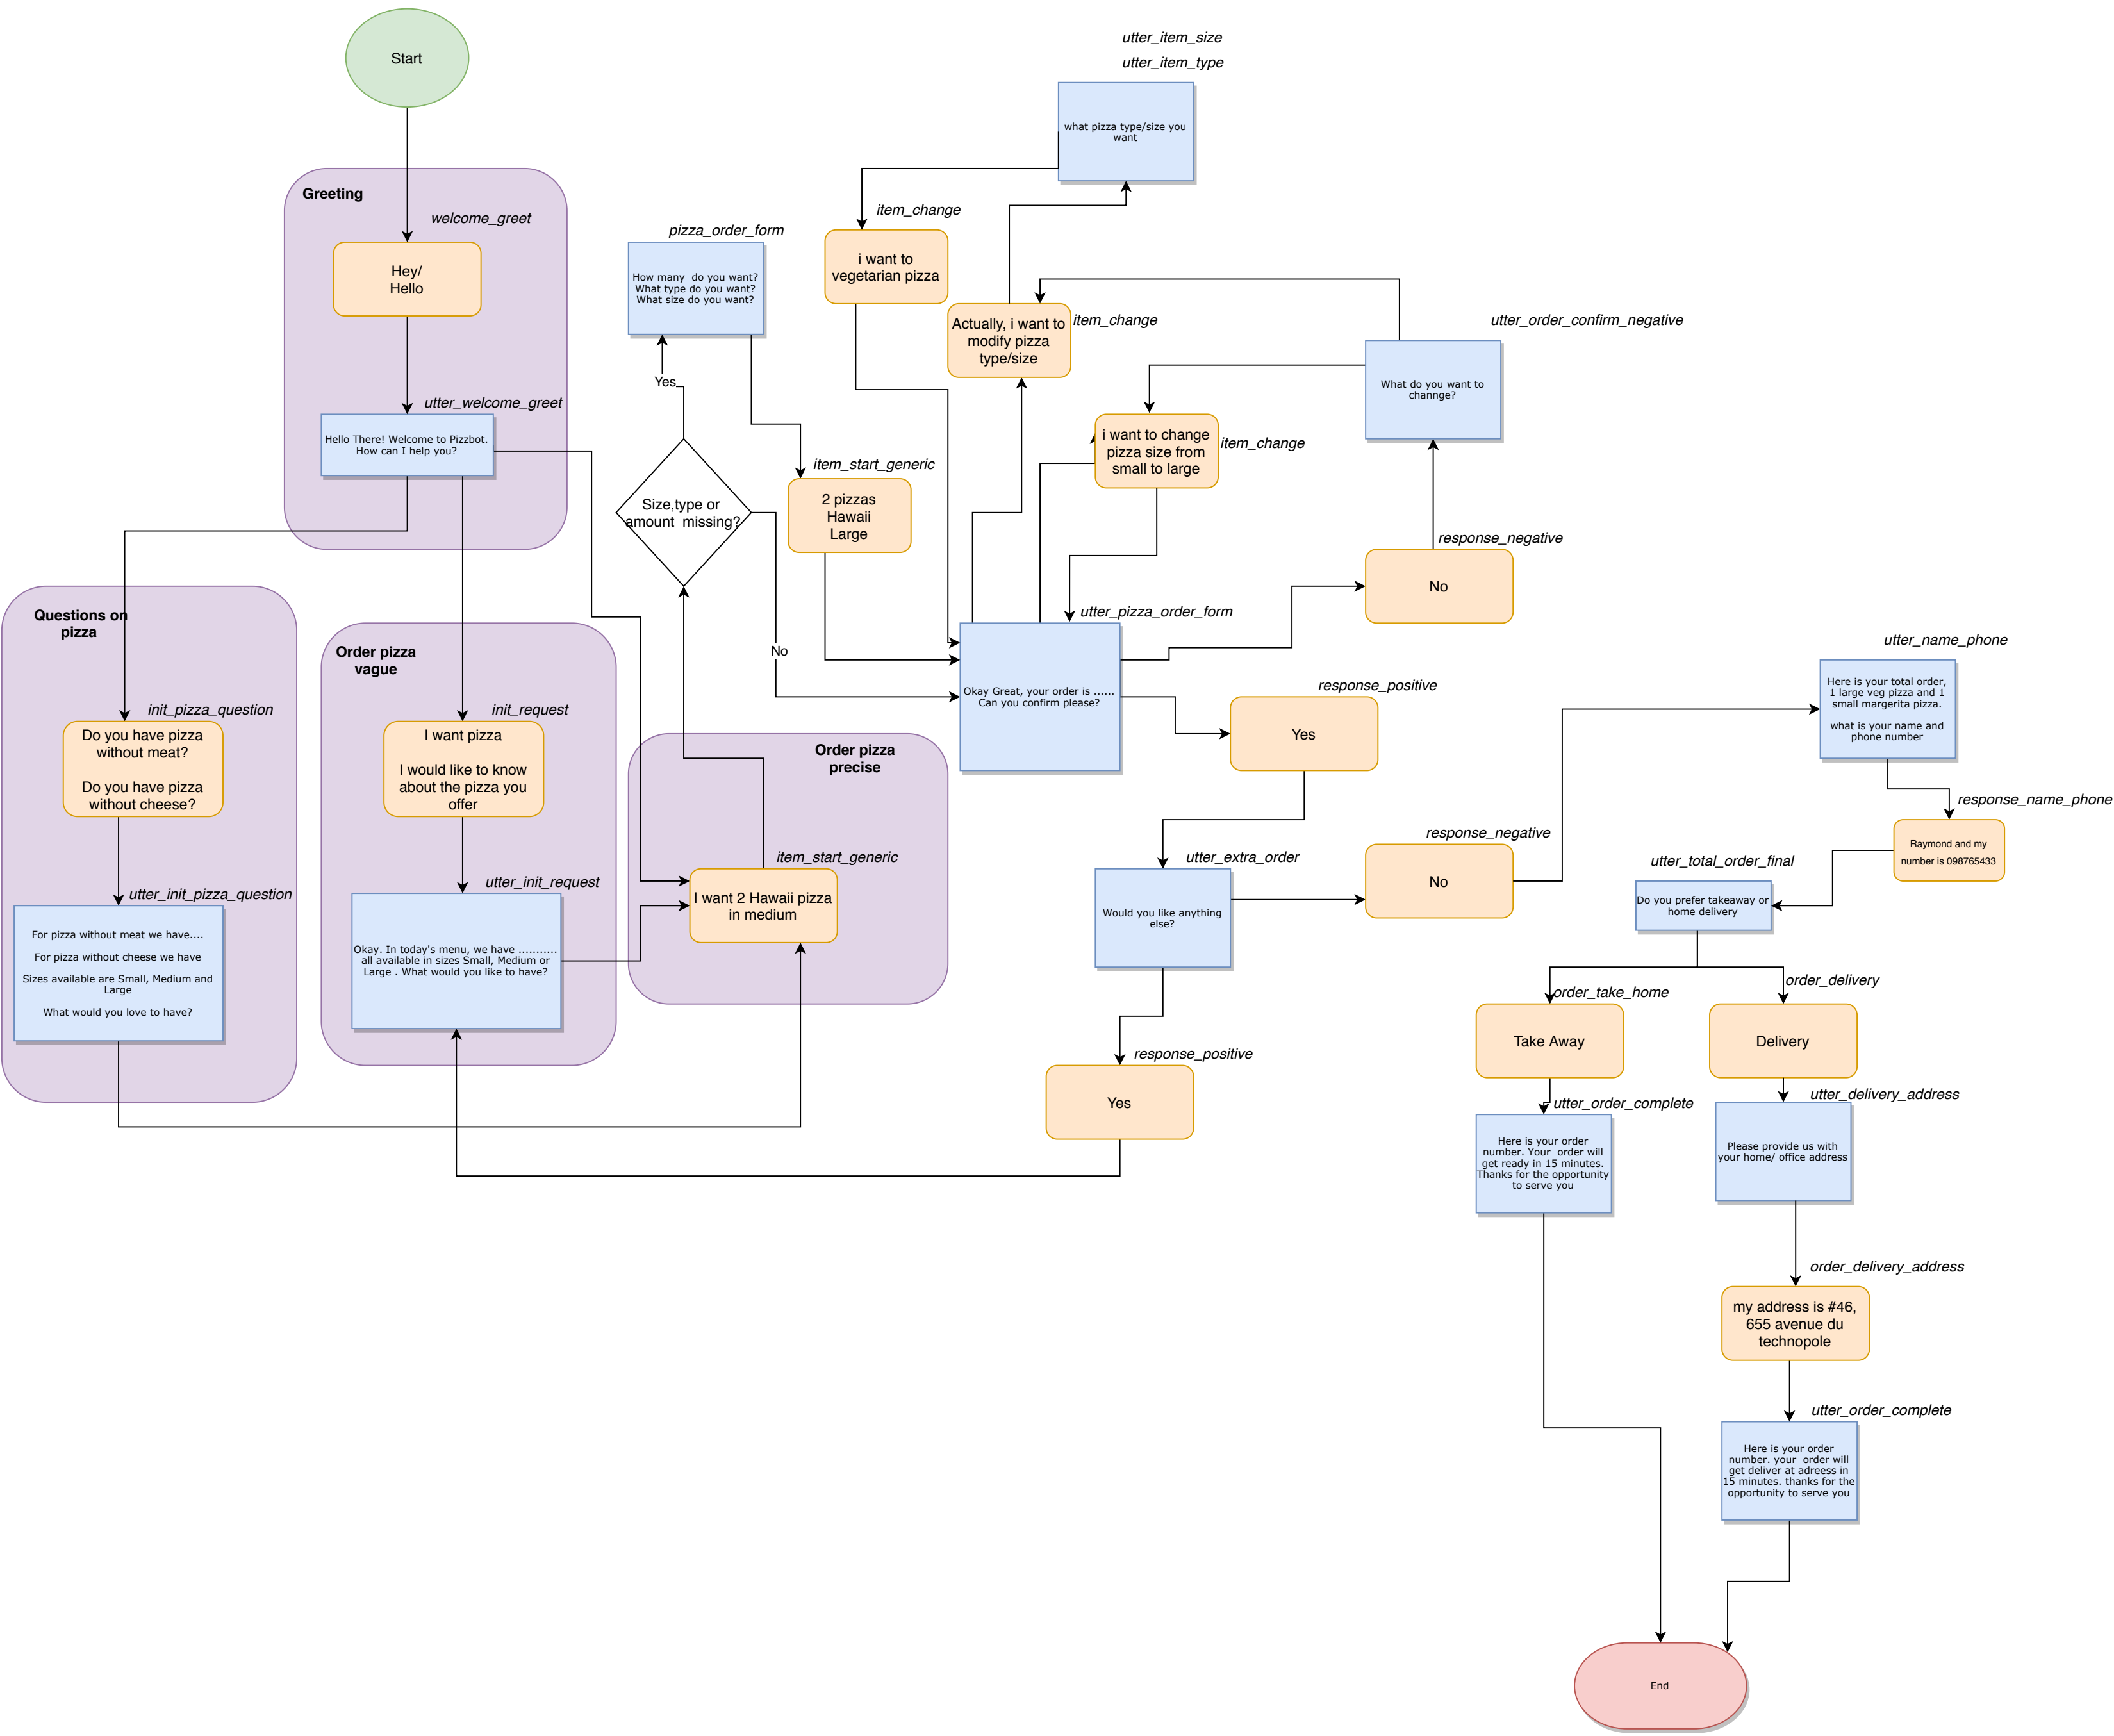 Start
Greeting
welcome_greet
Hey/
Hello
utter_welcome_greet
Hello There! Welcome to Pizzbot.
How can I help you?
Questions on
pizza
init_pizza_question
Do you have pizza
without meat?
Do you have pizza
without cheese?
utter_init_pizza_question
For pizza without meat we have....
For pizza without cheese we have
Sizes available are Small, Medium and
Large
What would you love to have?
Order pizza
vague
init_request
I want pizza
I would like to know
about the pizza you
offer
utter_init_request
Okay. In today's menu, we have ...........
all available in sizes Small, Medium or
Large . What would you like to have?
Order pizza
precise
item_start_generic
I want 2 Hawaii pizza
in medium
Size,type or
amount missing?
Yes
No
pizza_order_form
How many do you want?
What type do you want?
What size do you want?
item_start_generic
2 pizzas
Hawaii
Large
utter_item_size
utter_item_type
what pizza type/size you
want
item_change
i want to
vegetarian pizza
Actually, i want to
modify pizza
type/size
item_change
utter_order_confirm_negative
What do you want to
channge?
i want to change
pizza size from
small to large
item_change
response_negative
No
utter_pizza_order_form
Okay Great, your order is ......
Can you confirm please?
response_positive
Yes
utter_extra_order
Would you like anything
else?
response_negative
No
response_positive
Yes
utter_name_phone
Here is your total order,
1 large veg pizza and 1
small margerita pizza.
what is your name and
phone number
response_name_phone
Raymond and my
number is 098765433
utter_total_order_final
Do you prefer takeaway or
home delivery
order_take_home
Take Away
order_delivery
Delivery
utter_order_complete
Here is your order
number. Your order will
get ready in 15 minutes.
Thanks for the opportunity
to serve you
utter_delivery_address
Please provide us with
your home/ office address
order_delivery_address
my address is #46,
655 avenue du
technopole
utter_order_complete
Here is your order
number. your order will
get deliver at adreess in
15 minutes. thanks for the
opportunity to serve you
End